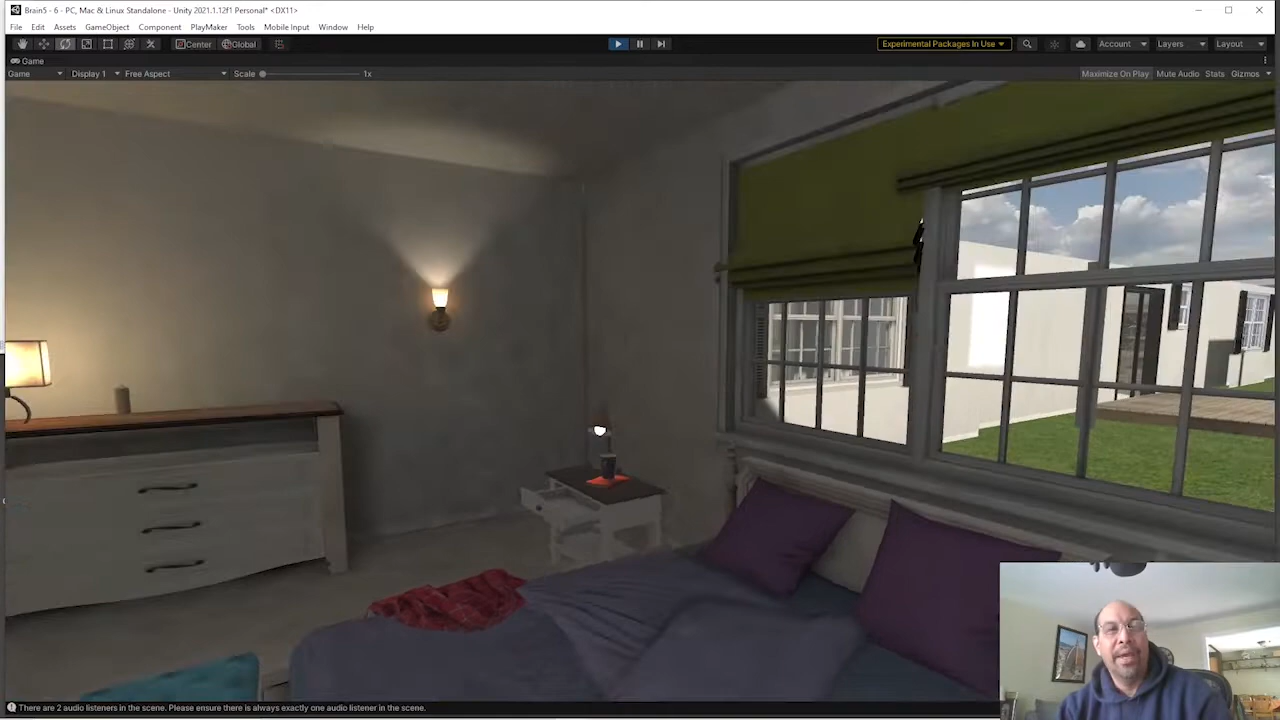 Brain5 - 6 - PC, Mac & Linux Standalone - Unity 2021.1.12f1 Personal* <DX11>
File Edit Assets GameObject Component PlayMaker Tools Mobile Input Window Help
Center Global Experimental Packages In Use Account Layers Layout
Game
Game Display 1 Free Aspect Scale 1x Maximize On Play Mute Audio Stats Gizmos
There are 2 audio listeners in the scene. Please ensure there is always exactly one audio listener in the scene.